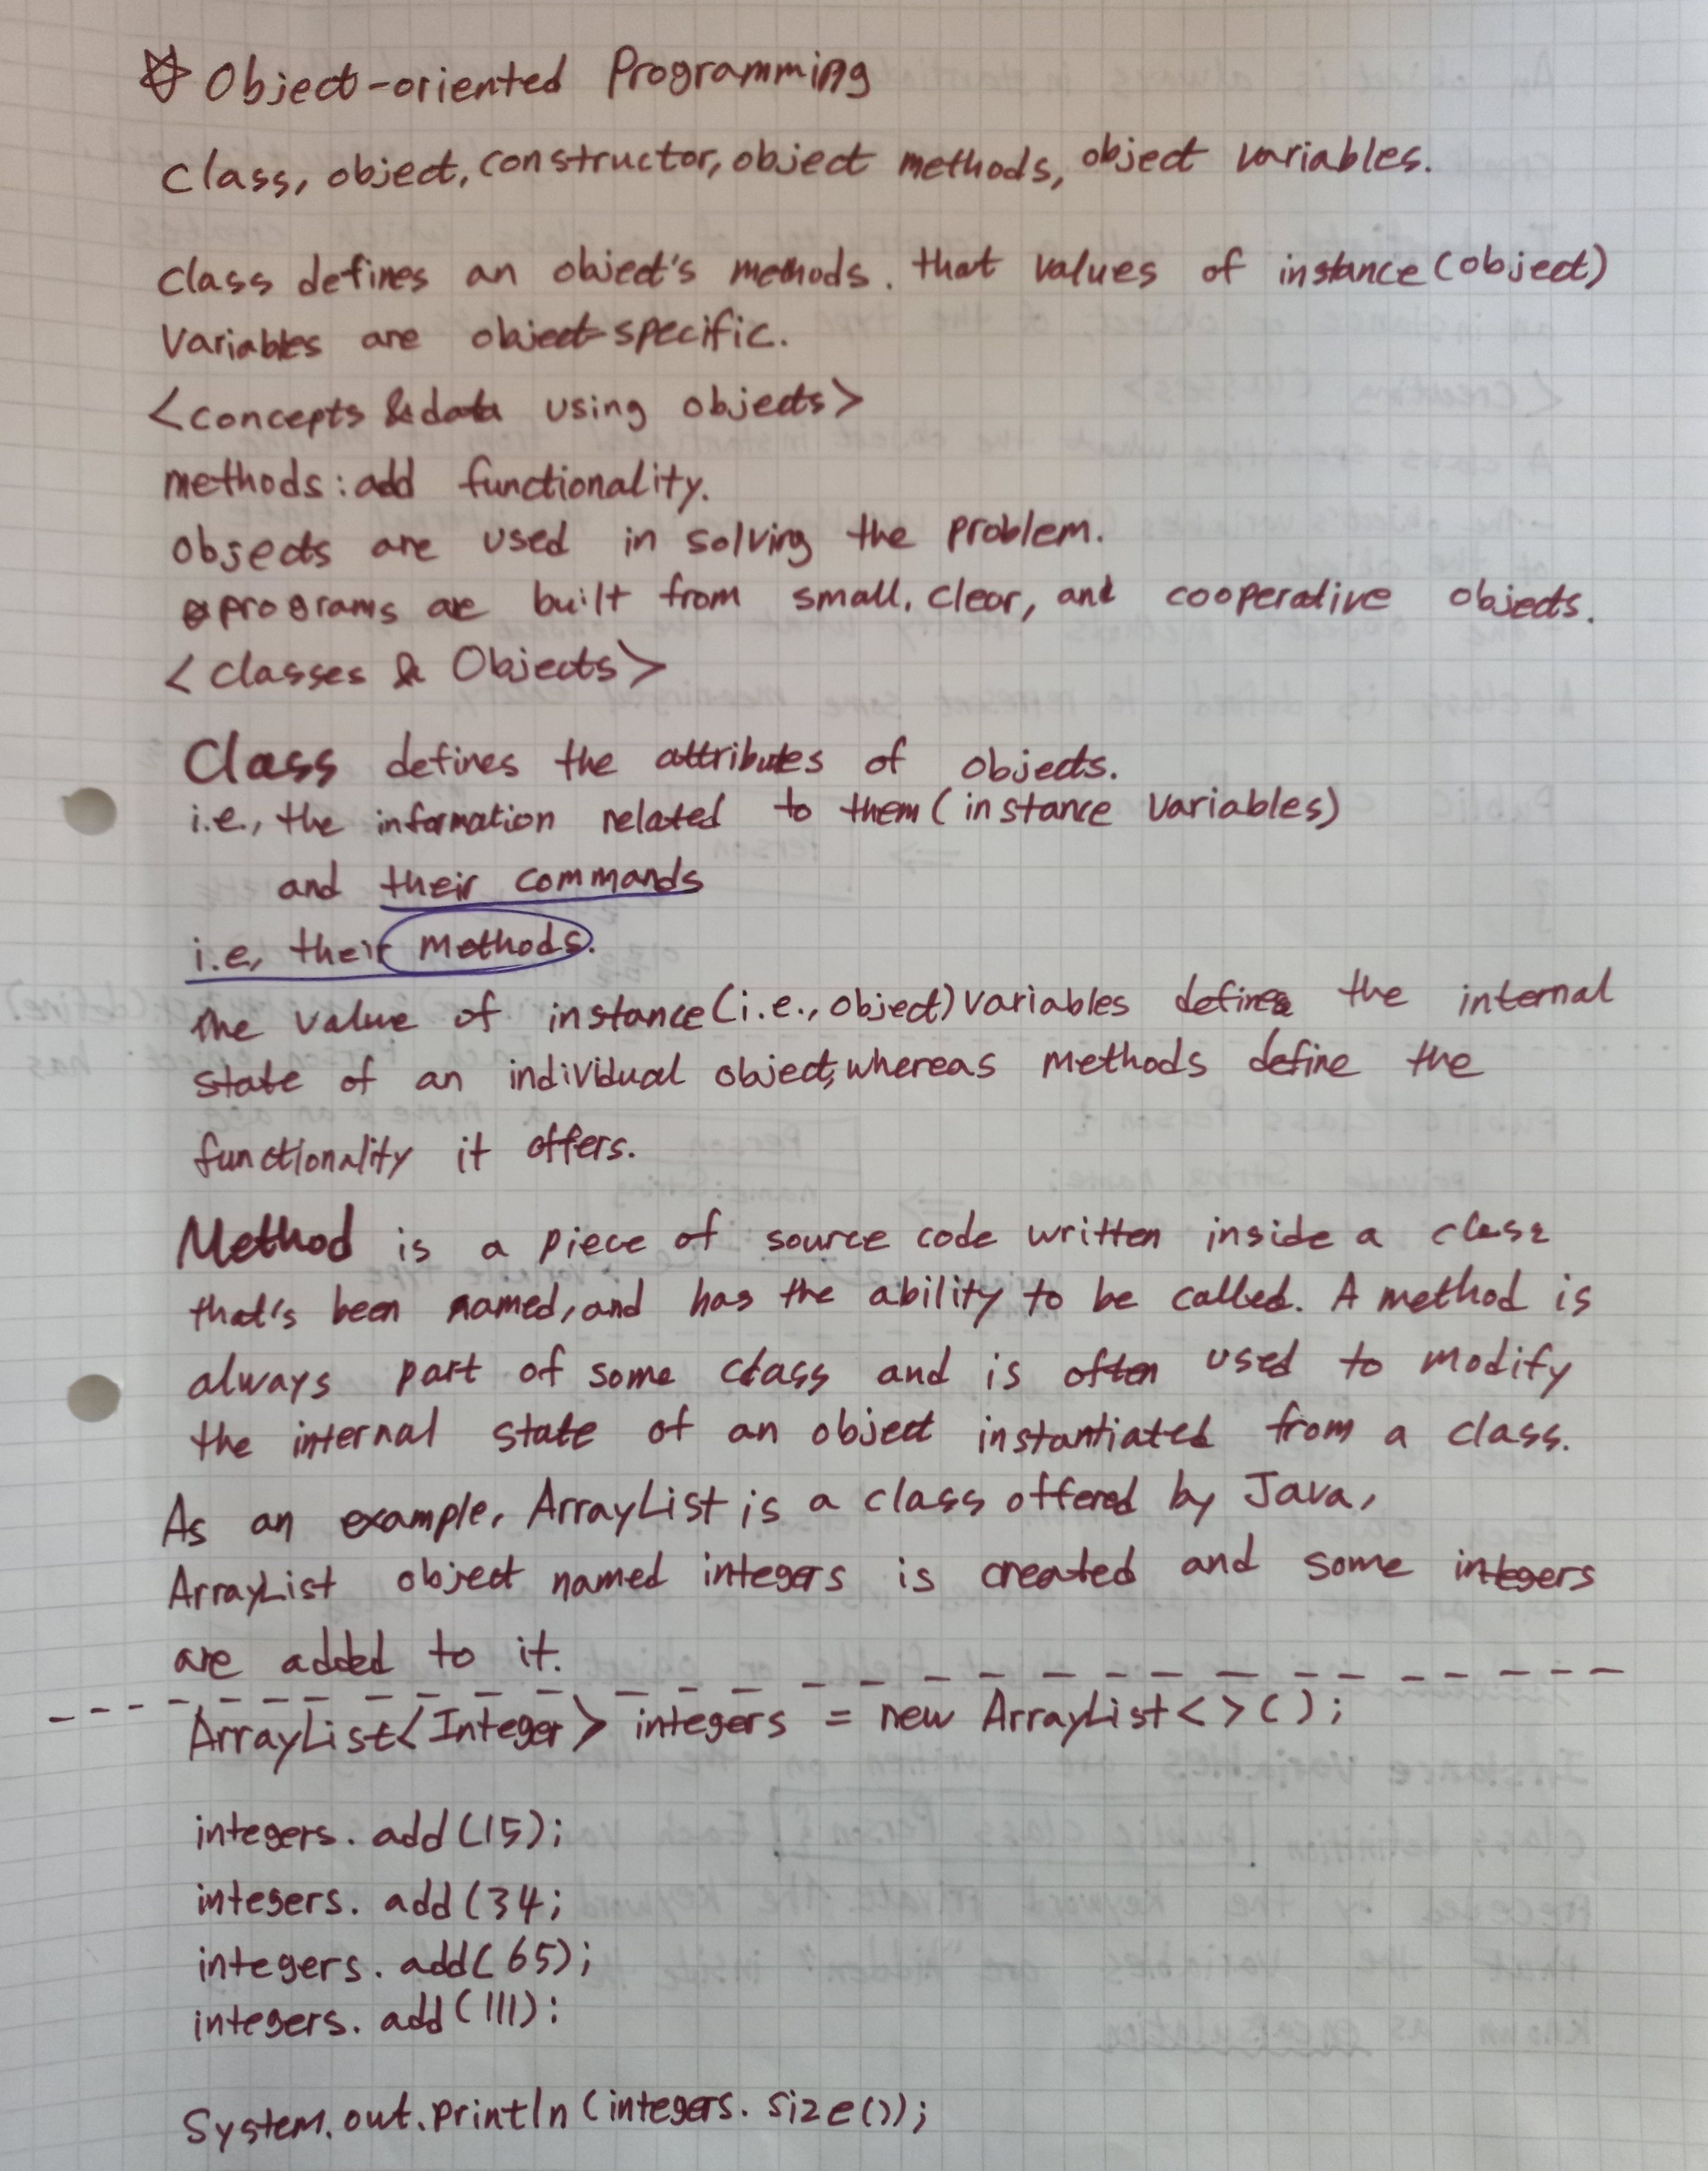 ☆ Object-oriented Programming
Class, object, constructor, object methods, object variables.
Class defines an object's methods. that values of instance (object)
Variables are object-specific.
<concepts & data using objects>
methods: add functionality.
objects are used in solving the problem.
programs are built from small, clear, and cooperative objects.
<Classes & Objects>
Class defines the attributes of objects.
i.e., the information related to them (instance variables)
and their commands
i.e, their methods.
The value of instance (i.e., object) variables defines the internal
state of an individual object, whereas methods define the
functionality it offers.
Method is a piece of source code written inside a class
that's been named, and has the ability to be called. A method is
always part of some class and is often used to modify
the internal state of an object instantiated from a class.
As an example, ArrayList is a class offered by Java,
ArrayList object named integers is created and some integers
are added to it.
ArrayList<Integer> integers = new ArrayList<>();
integers. add(15);
integers. add(34;
integers. add(65);
integers. add(111):
System.out.println(integers. size());